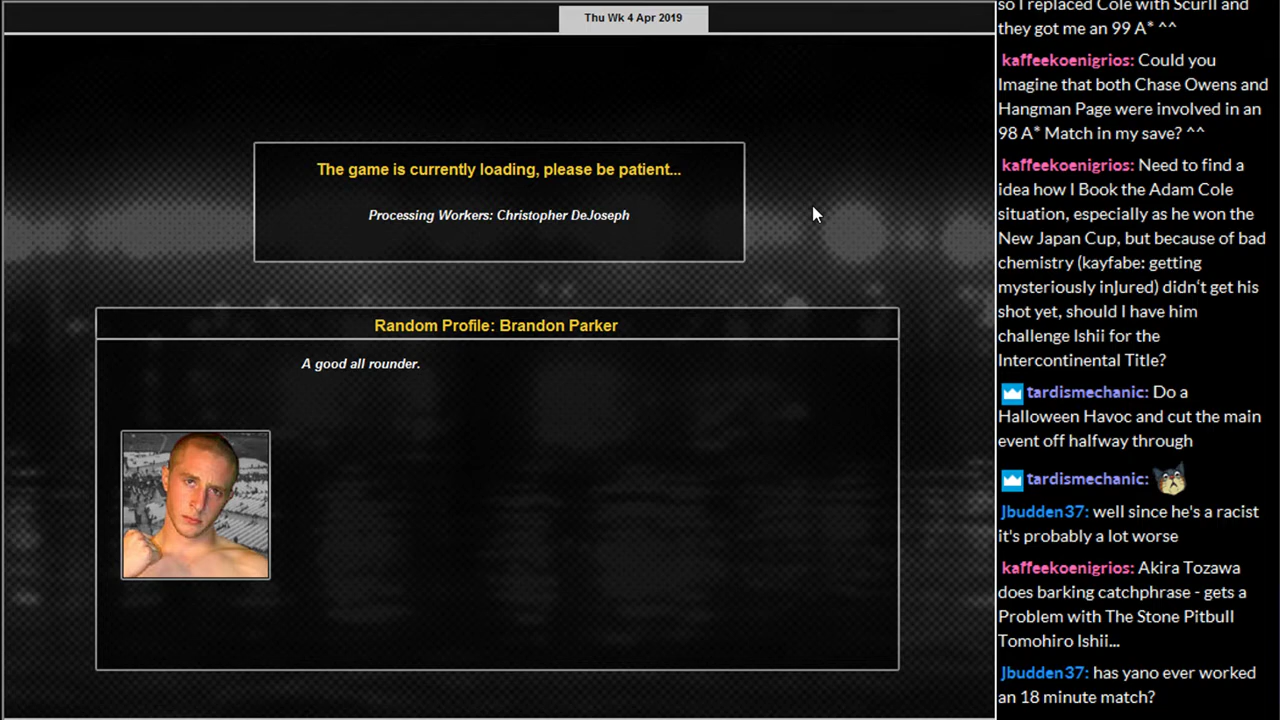 Thu Wk 4 Apr 2019
The game is currently loading, please be patient...
Processing Workers: Christopher DeJoseph
Random Profile: Brandon Parker
A good all rounder.
so I replaced Cole with Scurll and
they got me an 99 A* ^^
kaffeekoenigrios: Could you
Imagine that both Chase Owens and
Hangman Page were involved in an
98 A* Match in my save? ^^
kaffeekoenigrios: Need to find a
idea how I Book the Adam Cole
situation, especially as he won the
New Japan Cup, but because of bad
chemistry (kayfabe: getting
mysteriously inJured) didn't get his
shot yet, should I have him
challenge Ishii for the
Intercontinental Title?
tardismechanic: Do a
Halloween Havoc and cut the main
event off halfway through
tardismechanic:
Jbudden37: well since he's a racist
it's probably a lot worse
kaffeekoenigrios: Akira Tozawa
does barking catchphrase - gets a
Problem with The Stone Pitbull
Tomohiro Ishii...
Jbudden37: has yano ever worked
an 18 minute match?